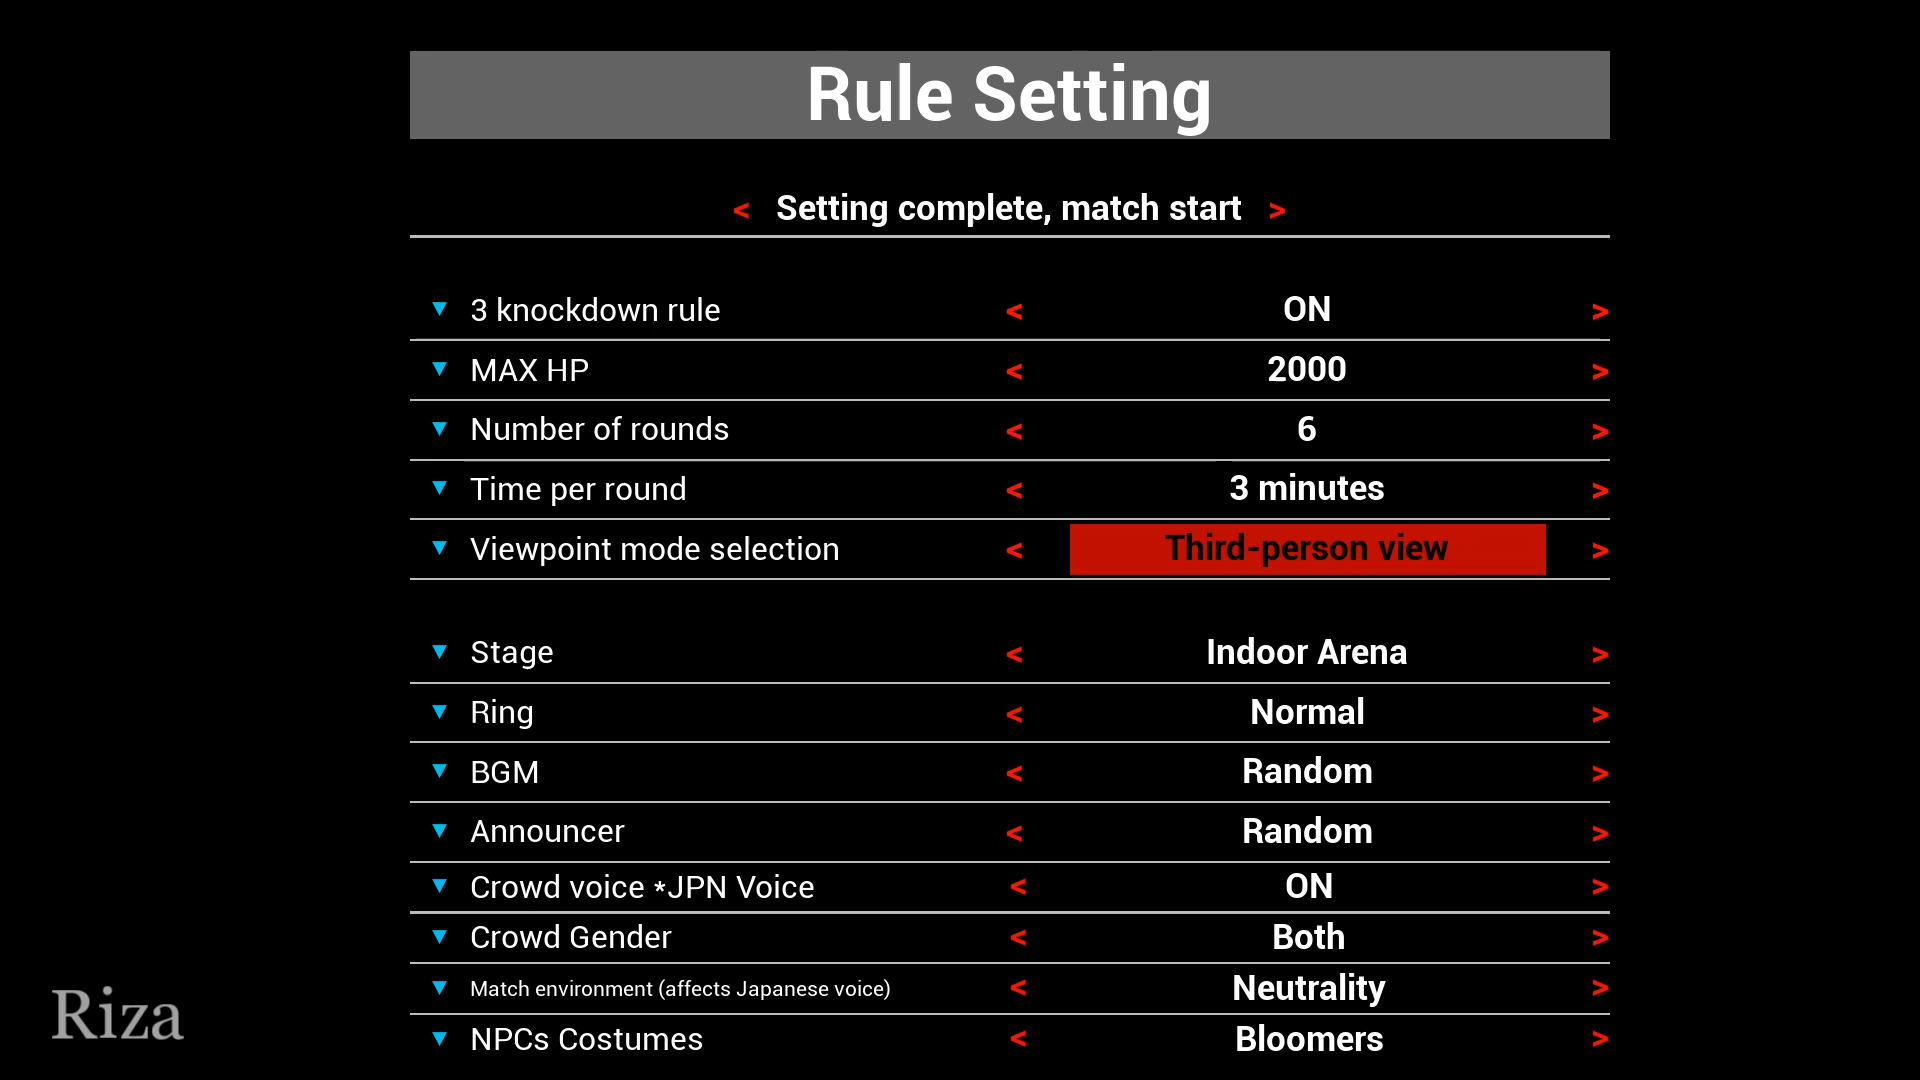 Rule Setting
< Setting complete, match start >
▼ 3 knockdown rule < ON >
▼ MAX HP < 2000 >
▼ Number of rounds < 6 >
▼ Time per round < 3 minutes >
▼ Viewpoint mode selection < Third-person view >
▼ Stage < Indoor Arena >
▼ Ring < Normal >
▼ BGM < Random >
▼ Announcer < Random >
▼ Crowd voice *JPN Voice < ON >
▼ Crowd Gender < Both >
▼ Match environment (affects Japanese voice) < Neutrality >
▼ NPCs Costumes < Bloomers >
Riza